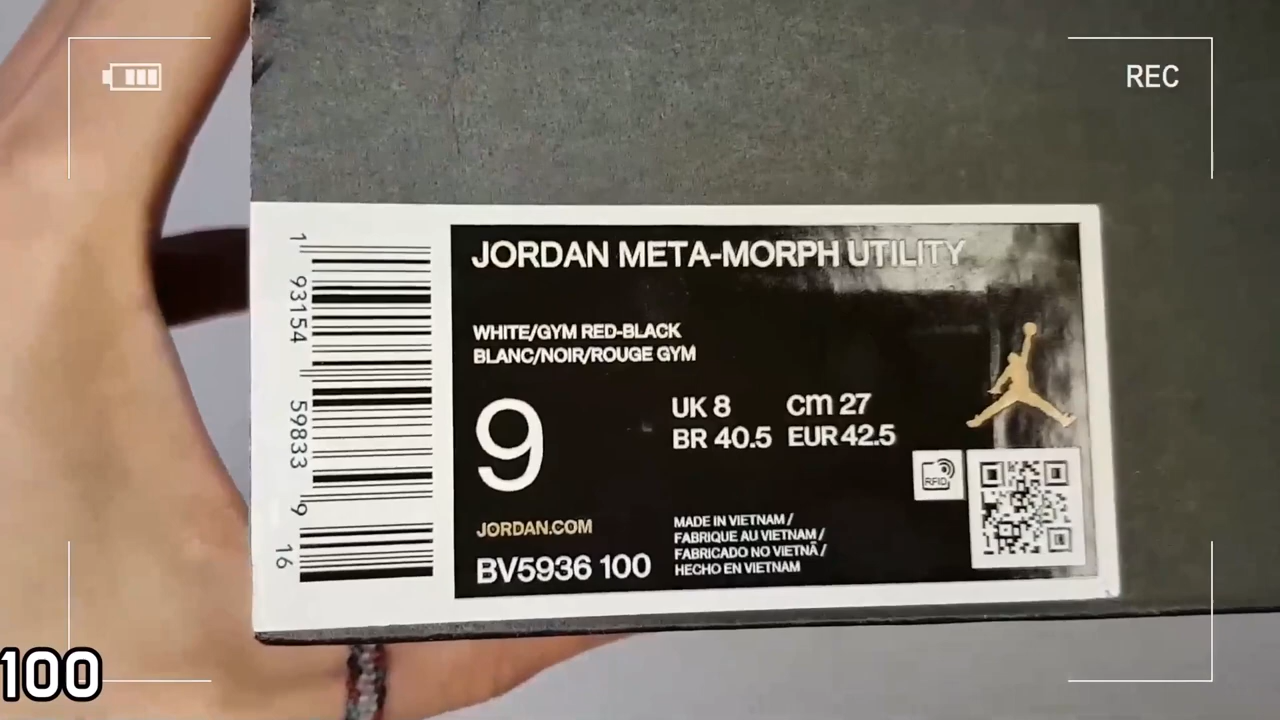 REC
JORDAN META-MORPH UTILITY
WHITE/GYM RED-BLACK
BLANC/NOIR/ROUGE GYM
9
UK 8
cm 27
BR 40.5
EUR 42.5
RFID
JORDAN.COM
BV5936 100
MADE IN VIETNAM /
FABRIQUE AU VIETNAM /
FABRICADO NO VIETNÃ /
HECHO EN VIETNAM
1 93154 59833 9 16
100